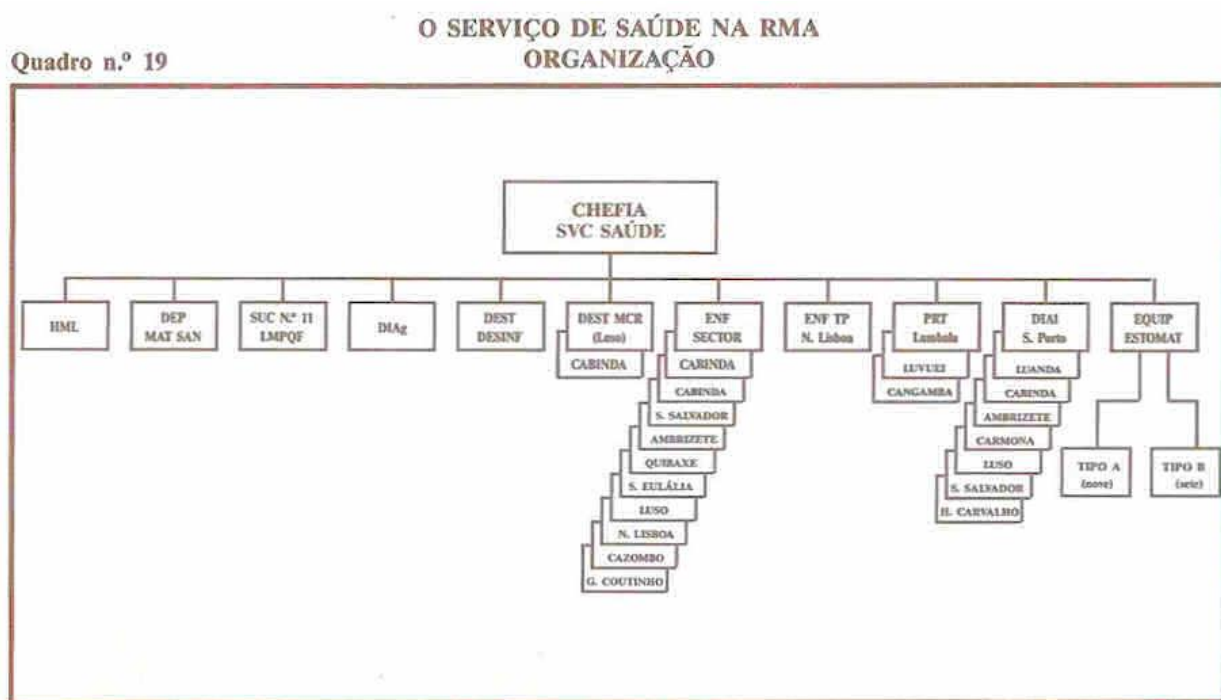 O SERVIÇO DE SAÚDE NA RMA
Quadro n.º 19
ORGANIZAÇÃO
CHEFIA
SVC SAÚDE
HML
DEP
MAT SAN
SUC N.º 11
LMPQF
DIAg
DEST
DESINF
DEST MCR
(Luso)
CABINDA
ENF
SECTOR
CABINDA
CABINDA
S. SALVADOR
AMBRIZETE
QUIBAXE
S. EULÁLIA
LUSO
N. LISBOA
CAZOMBO
G. COUTINHO
ENF TP
N. Lisboa
PRT
Lumbala
LUVUEI
CANGAMBA
DIAI
S. Porto
LUANDA
CABINDA
AMBRIZETE
CARMONA
LUSO
S. SALVADOR
H. CARVALHO
EQUIP
ESTOMAT
TIPO A
(nove)
TIPO B
(sete)